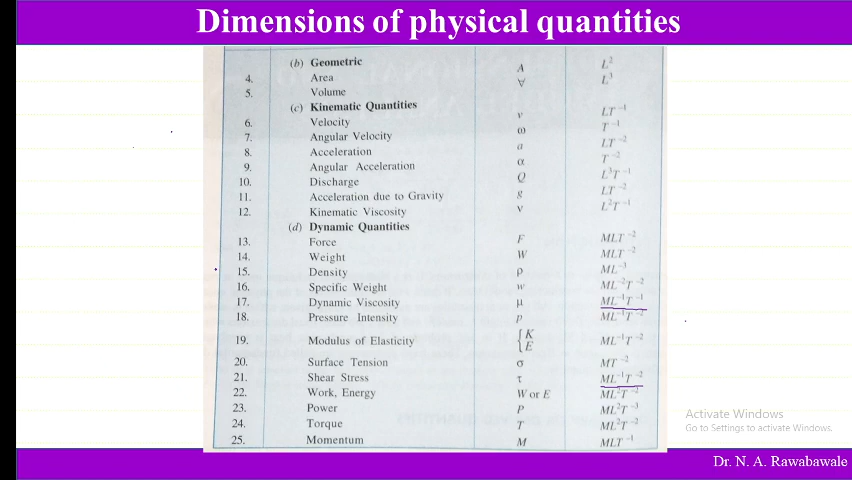 Dimensions of physical quantities
(b) Geometric
4. Area A L²
5. Volume ∀ L³
(c) Kinematic Quantities
6. Velocity v LT⁻¹
7. Angular Velocity ω T⁻¹
8. Acceleration a LT⁻²
9. Angular Acceleration α T⁻²
10. Discharge Q L³T⁻¹
11. Acceleration due to Gravity g LT⁻²
12. Kinematic Viscosity ν L²T⁻¹
(d) Dynamic Quantities
13. Force F MLT⁻²
14. Weight W MLT⁻²
15. Density ρ ML⁻³
16. Specific Weight w ML⁻²T⁻²
17. Dynamic Viscosity μ ML⁻¹T⁻¹
18. Pressure Intensity p ML⁻¹T⁻²
19. Modulus of Elasticity { K E ML⁻¹T⁻²
20. Surface Tension σ MT⁻²
21. Shear Stress τ ML⁻¹T⁻²
22. Work, Energy W or E ML²T⁻²
23. Power P ML²T⁻³
24. Torque T ML²T⁻²
25. Momentum M MLT⁻¹
Activate Windows
Go to Settings to activate Windows.
Dr. N. A. Rawabawale